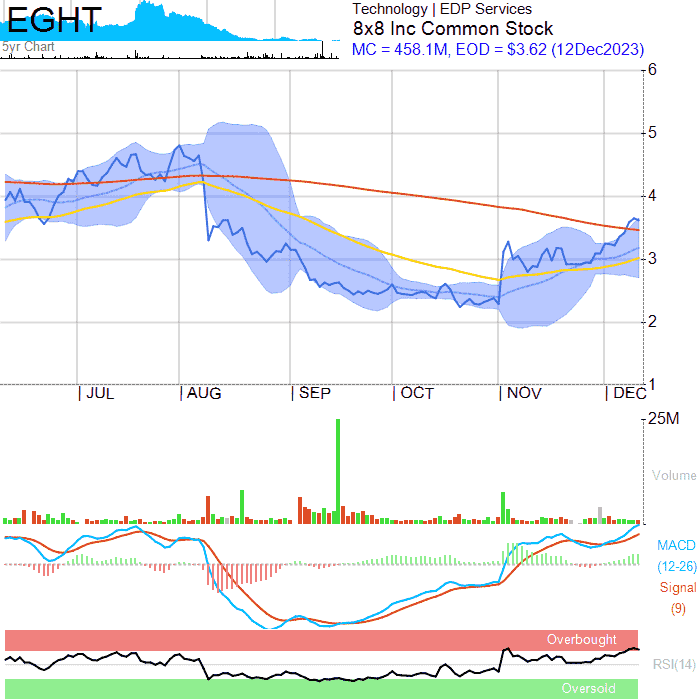 EGHT
5yr Chart
Technology | EDP Services
8x8 Inc Common Stock
MC = 458.1M, EOD = $3.62 (12Dec2023)
6
5
4
3
2
1
| JUL | AUG | SEP | OCT | NOV | DEC
25M
Volume
MACD
(12-26)
Signal
(9)
Overbought
RSI(14)
Oversold